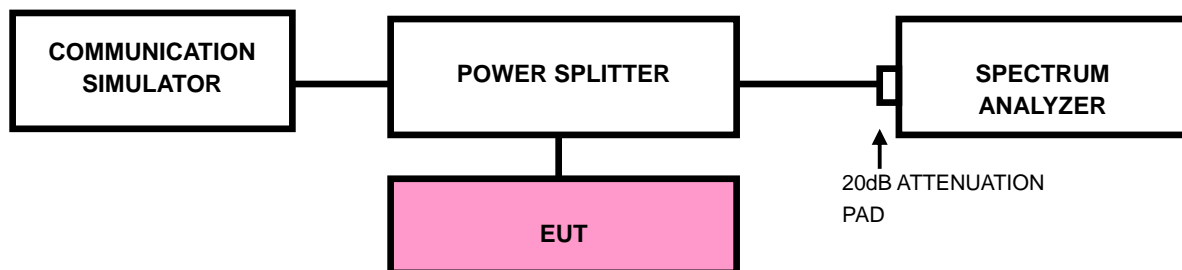 COMMUNICATION
SIMULATOR
POWER SPLITTER
SPECTRUM
ANALYZER
20dB ATTENUATION
PAD
EUT